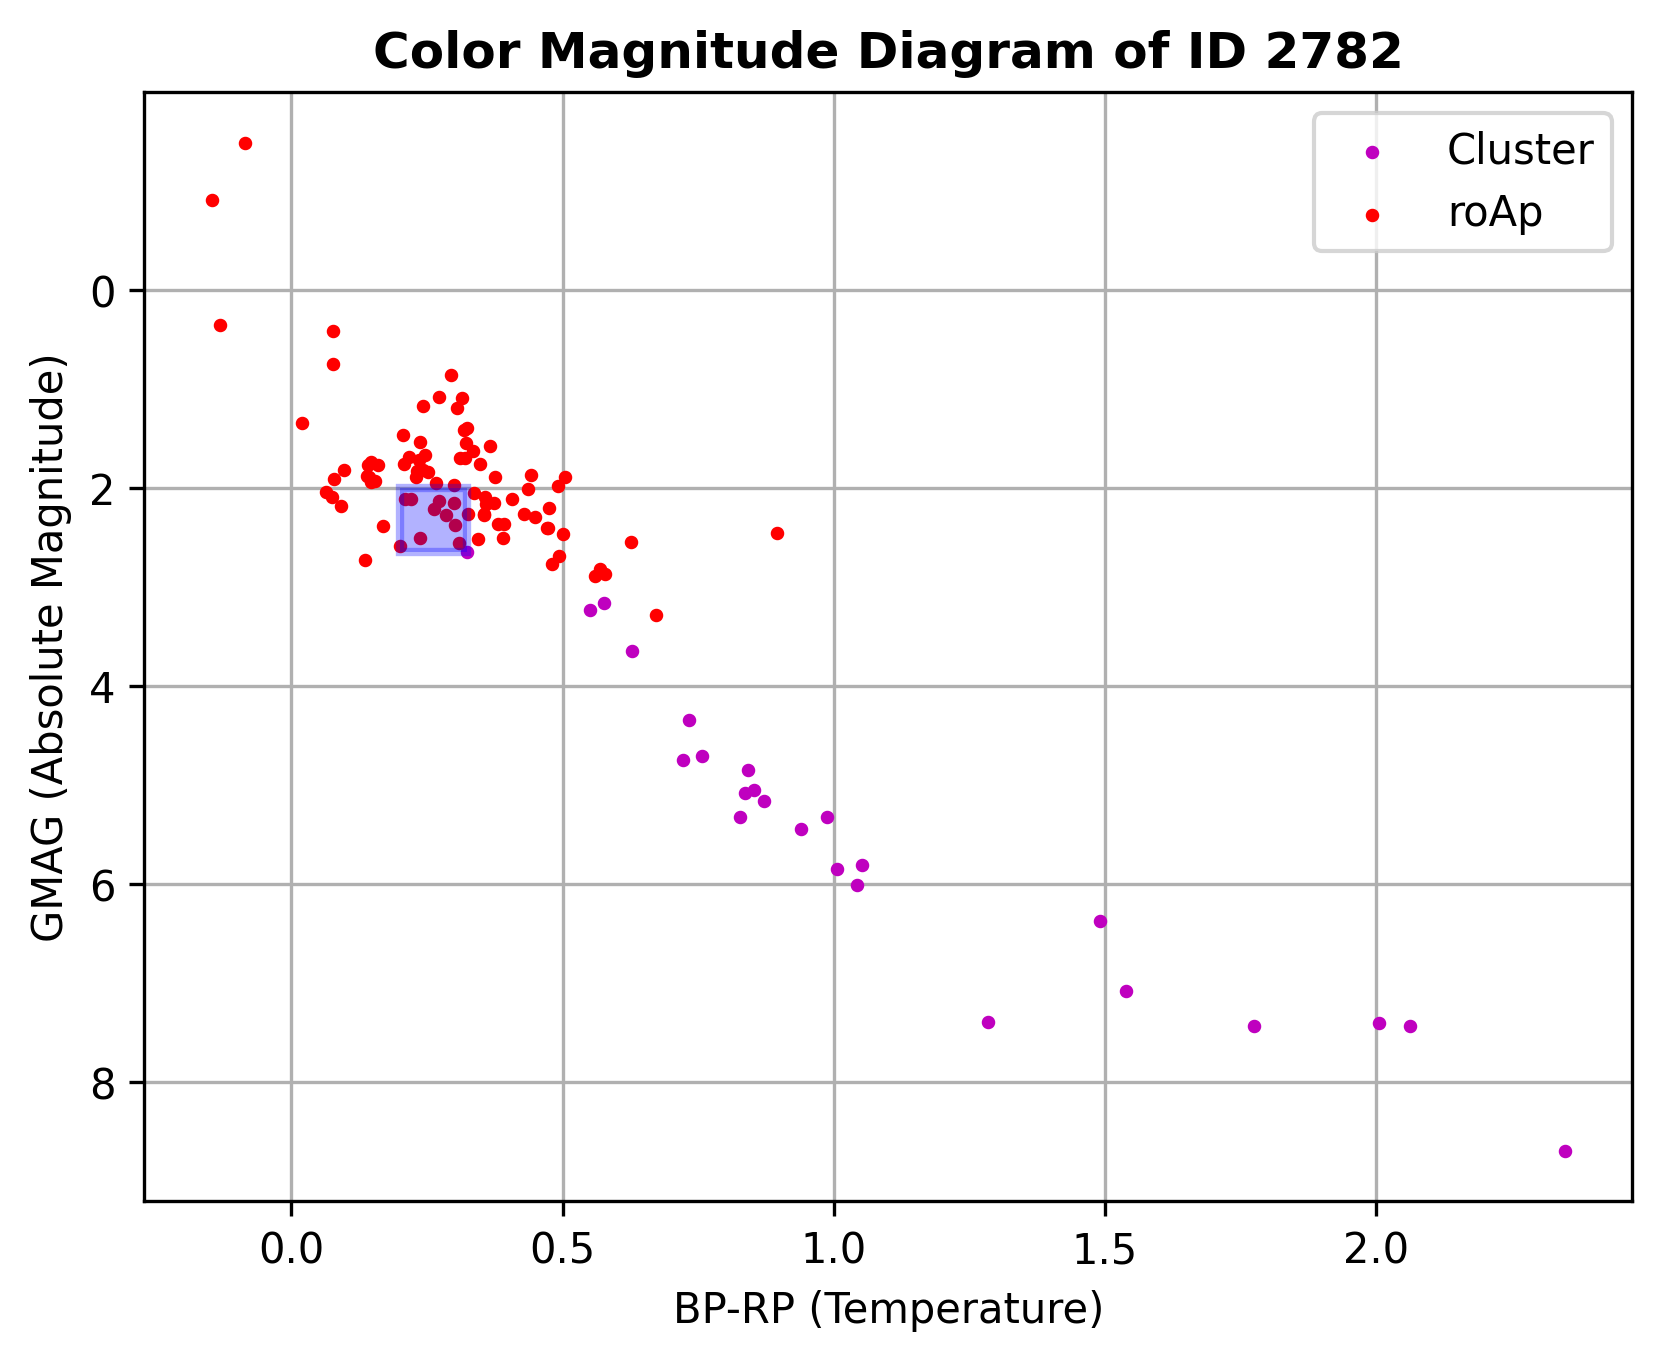 Color Magnitude Diagram of ID 2782
Cluster
roAp
GMAG (Absolute Magnitude)
0
2
4
6
8
0.0 0.5 1.0 1.5 2.0
BP-RP (Temperature)